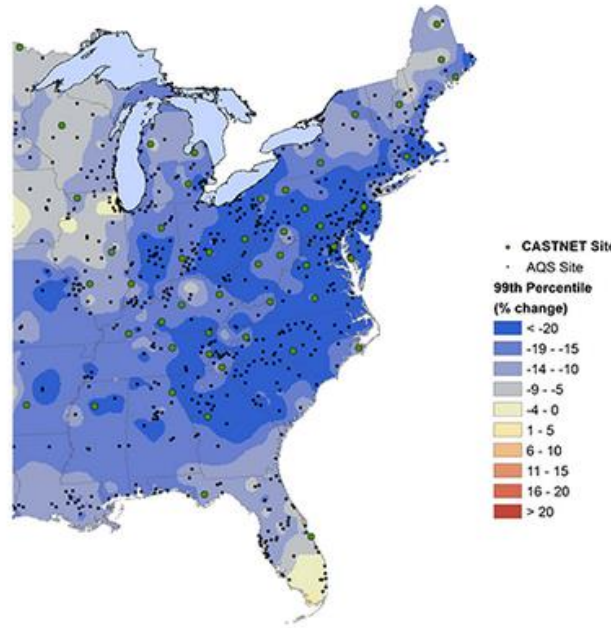 CASTNET Site
AQS Site
99th Percentile
(% change)
< -20
-19 - -15
-14 - -10
-9 - -5
-4 - 0
1 - 5
6 - 10
11 - 15
16 - 20
> 20